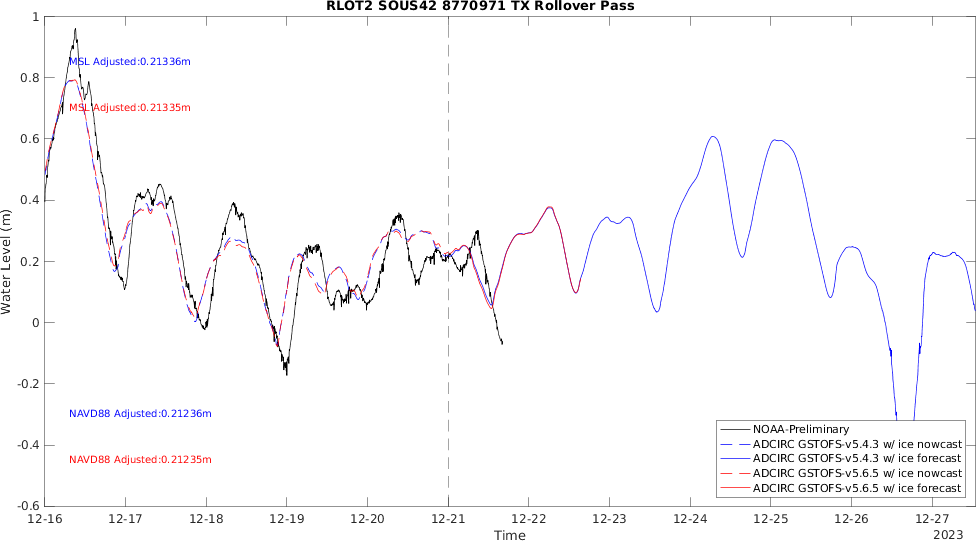 RLOT2 SOUS42 8770971 TX Rollover Pass
1
0.8
0.6
0.4
0.2
0
-0.2
-0.4
-0.6
Water Level (m)
MSL Adjusted:0.21336m
MSL Adjusted:0.21335m
NAVD88 Adjusted:0.21236m
NAVD88 Adjusted:0.21235m
NOAA-Preliminary
ADCIRC GSTOFS-v5.4.3 w/ ice nowcast
ADCIRC GSTOFS-v5.4.3 w/ ice forecast
ADCIRC GSTOFS-v5.6.5 w/ ice nowcast
ADCIRC GSTOFS-v5.6.5 w/ ice forecast
12-16 12-17 12-18 12-19 12-20 12-21 12-22 12-23 12-24 12-25 12-26 12-27
Time
2023